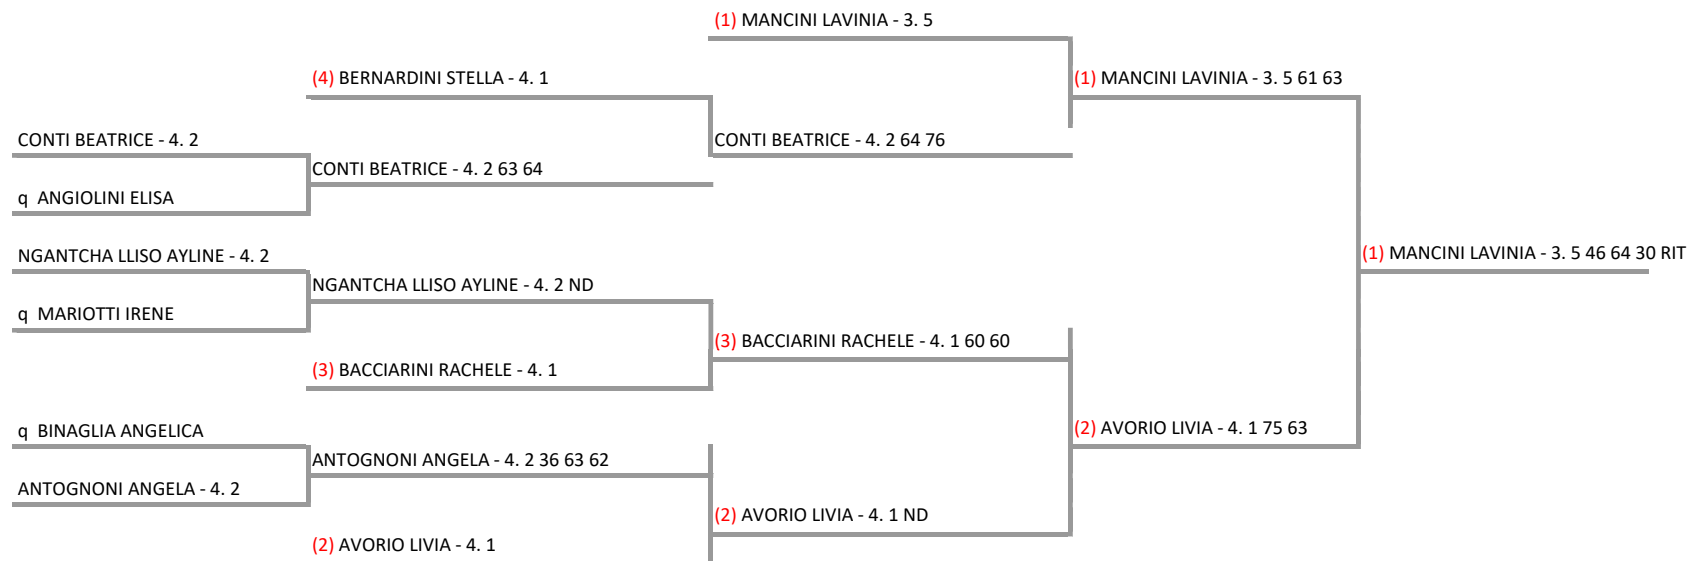 (1) MANCINI LAVINIA - 3. 5
(4) BERNARDINI STELLA - 4. 1
(1) MANCINI LAVINIA - 3. 5 61 63
CONTI BEATRICE - 4. 2
CONTI BEATRICE - 4. 2 64 76
CONTI BEATRICE - 4. 2 63 64
q ANGIOLINI ELISA
NGANTCHA LLISO AYLINE - 4. 2
(1) MANCINI LAVINIA - 3. 5 46 64 30 RIT
NGANTCHA LLISO AYLINE - 4. 2 ND
q MARIOTTI IRENE
(3) BACCIARINI RACHELE - 4. 1 60 60
(3) BACCIARINI RACHELE - 4. 1
q BINAGLIA ANGELICA
(2) AVORIO LIVIA - 4. 1 75 63
ANTOGNONI ANGELA - 4. 2 36 63 62
ANTOGNONI ANGELA - 4. 2
(2) AVORIO LIVIA - 4. 1 ND
(2) AVORIO LIVIA - 4. 1